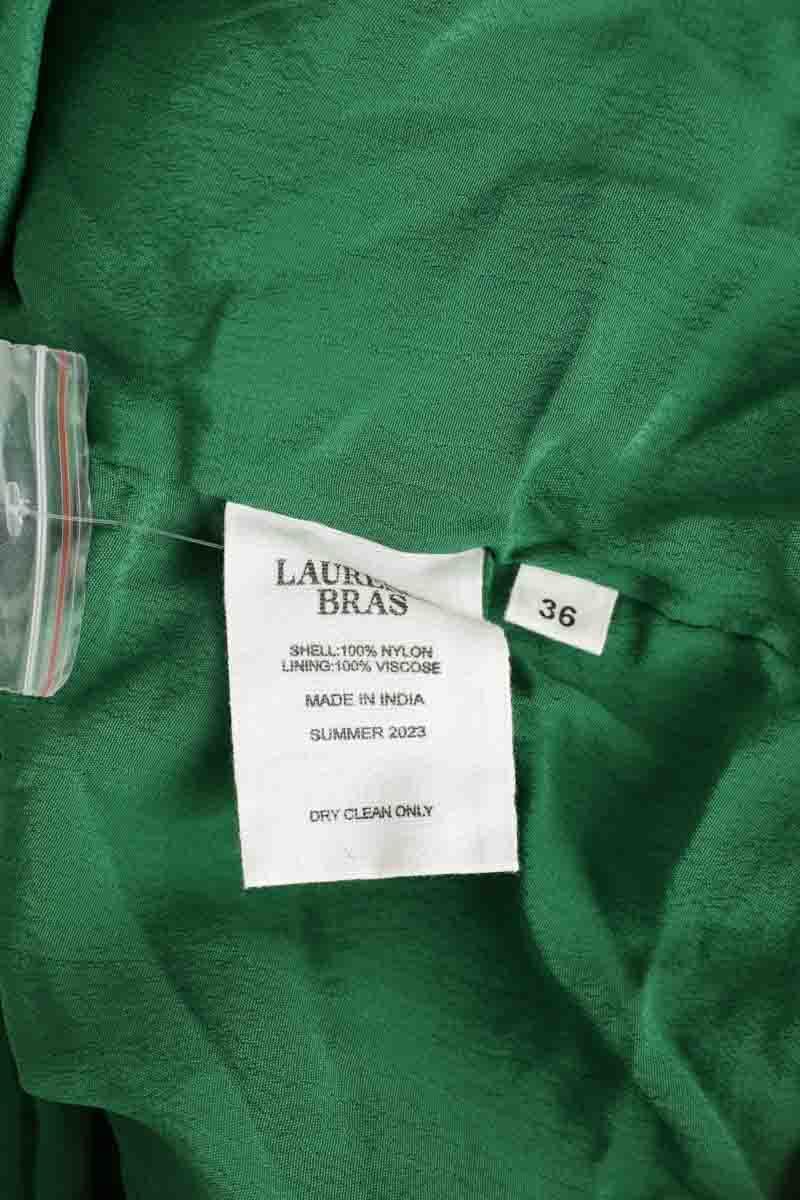 BRAS
SHELL:100% NYLON
LINING:100% VISCOSE
MADE IN INDIA
SUMMER 2023
DRY CLEAN ONLY
36